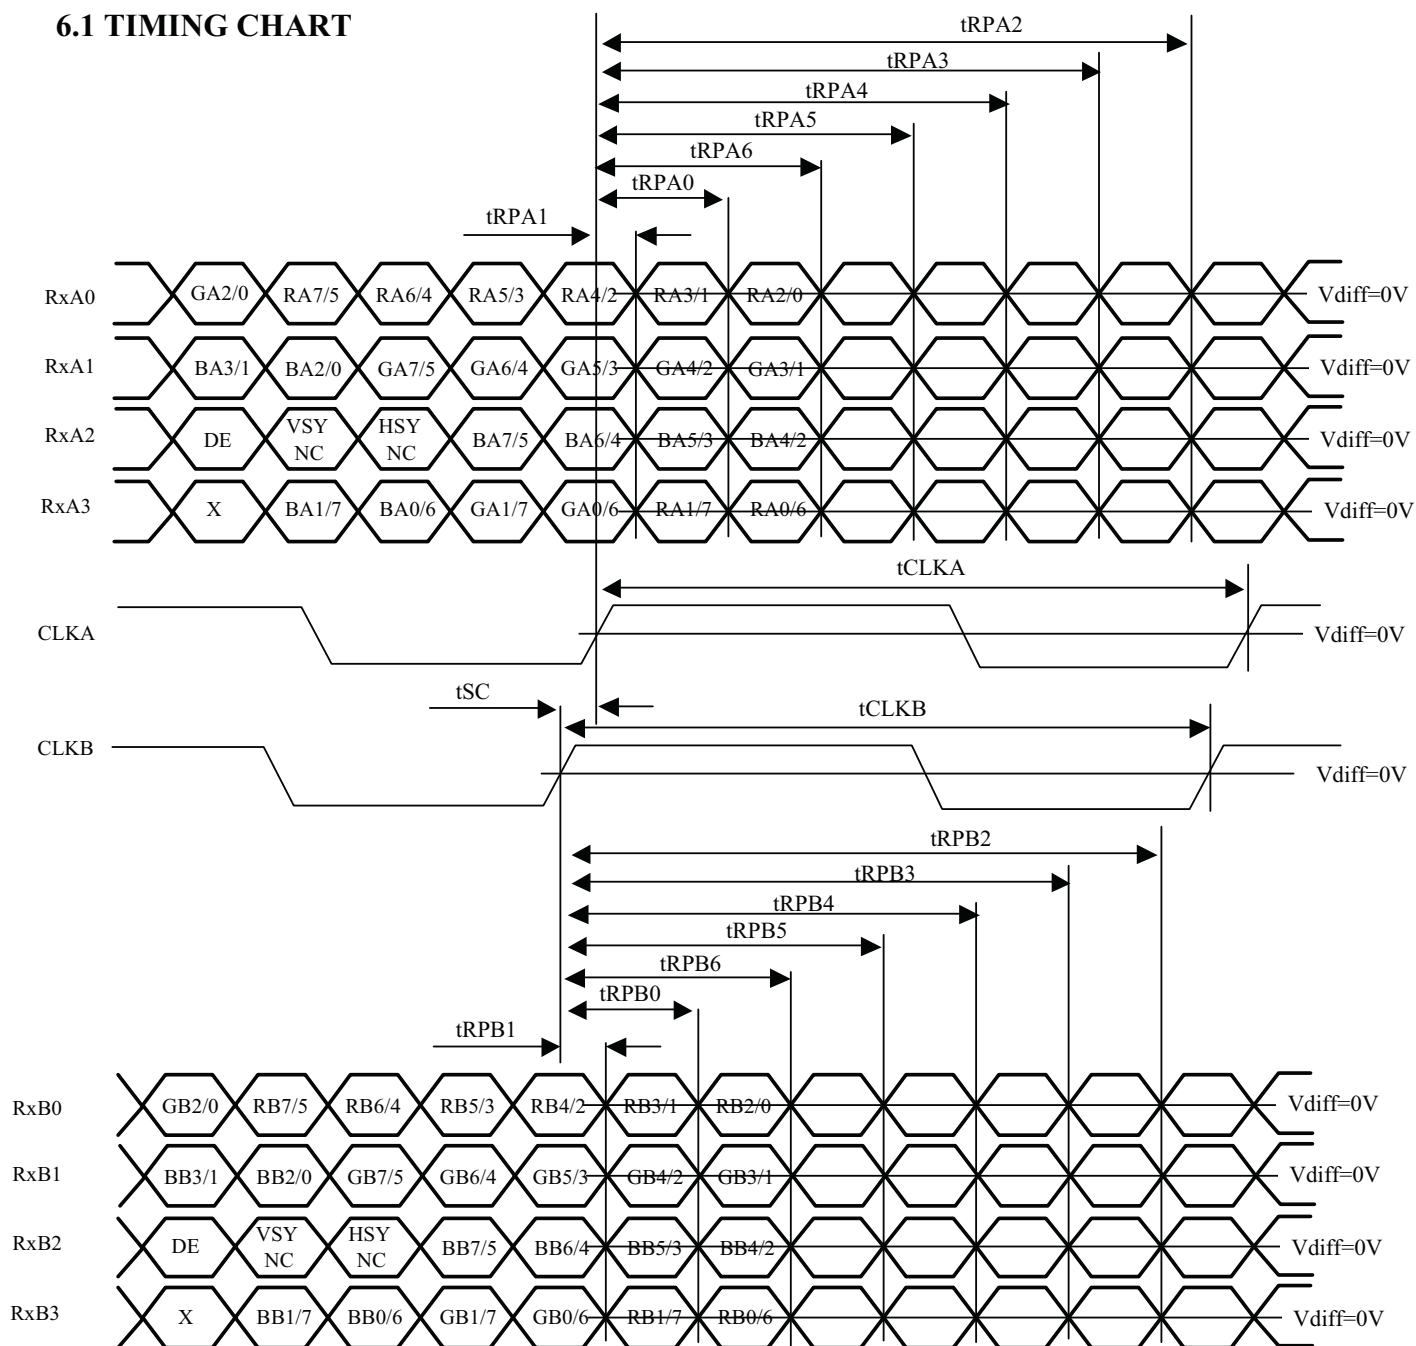 6.1 TIMING CHART
tRPA2
tRPA3
tRPA4
tRPA5
tRPA6
tRPA0
tRPA1
RxA0 GA2/0 RA7/5 RA6/4 RA5/3 RA4/2 RA3/1 RA2/0 Vdiff=0V
RxA1 BA3/1 BA2/0 GA7/5 GA6/4 GA5/3 GA4/2 GA3/1 Vdiff=0V
RxA2 DE VSY NC HSY NC BA7/5 BA6/4 BA5/3 BA4/2 Vdiff=0V
RxA3 X BA1/7 BA0/6 GA1/7 GA0/6 RA1/7 RA0/6 Vdiff=0V
tCLKA
CLKA Vdiff=0V
tSC
tCLKB
CLKB Vdiff=0V
tRPB2
tRPB3
tRPB4
tRPB5
tRPB6
tRPB0
tRPB1
RxB0 GB2/0 RB7/5 RB6/4 RB5/3 RB4/2 RB3/1 RB2/0 Vdiff=0V
RxB1 BB3/1 BB2/0 GB7/5 GB6/4 GB5/3 GB4/2 GB3/1 Vdiff=0V
RxB2 DE VSY NC HSY NC BB7/5 BB6/4 BB5/3 BB4/2 Vdiff=0V
RxB3 X BB1/7 BB0/6 GB1/7 GB0/6 RB1/7 RB0/6 Vdiff=0V